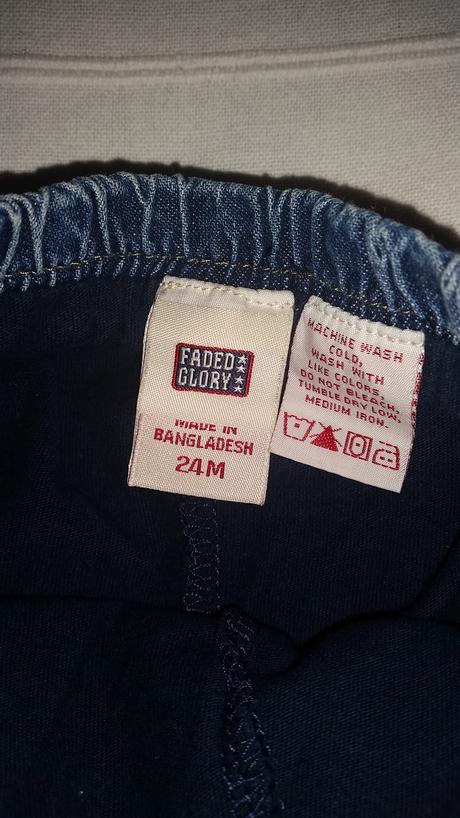 FADED
GLORY
MADE IN
BANGLADESH
24M
MACHINE WASH
COLD,
WASH WITH
LIKE COLORS,
DO NOT BLEACH,
TUMBLE DRY LOW,
MEDIUM IRON.